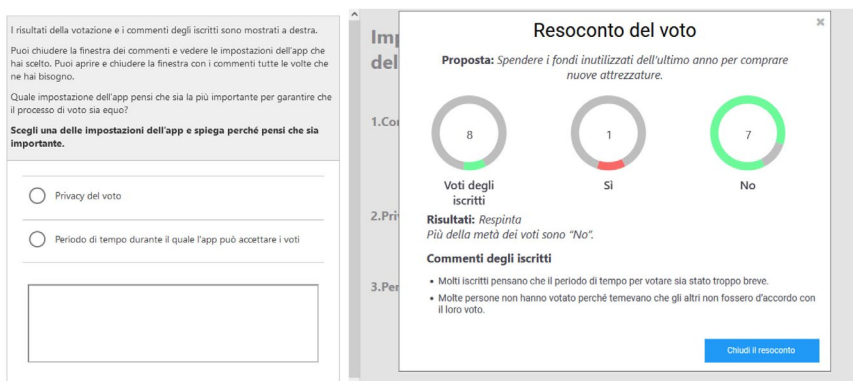 I risultati della votazione e i commenti degli iscritti sono mostrati a destra.
Puoi chiudere la finestra dei commenti e vedere le impostazioni dell'app che
hai scelto. Puoi aprire e chiudere la finestra con i commenti tutte le volte che
ne hai bisogno.
Quale impostazione dell'app pensi che sia la più importante per garantire che
il processo di voto sia equo?
Scegli una delle impostazioni dell'app e spiega perché pensi che sia
importante.
Privacy del voto
Periodo di tempo durante il quale l'app può accettare i voti
Im
del
1.Co
2.Pri
3.Per
Resoconto del voto
Proposta: Spendere i fondi inutilizzati dell'ultimo anno per comprare
nuove attrezzature.
8
1
7
Voti degli
iscritti
Sì
No
Risultati: Respinta
Più della metà dei voti sono “No”.
Commenti degli iscritti
• Molti iscritti pensano che il periodo di tempo per votare sia stato troppo breve.
• Molte persone non hanno votato perché temevano che gli altri non fossero d'accordo con
il loro voto.
Chiudi il resoconto